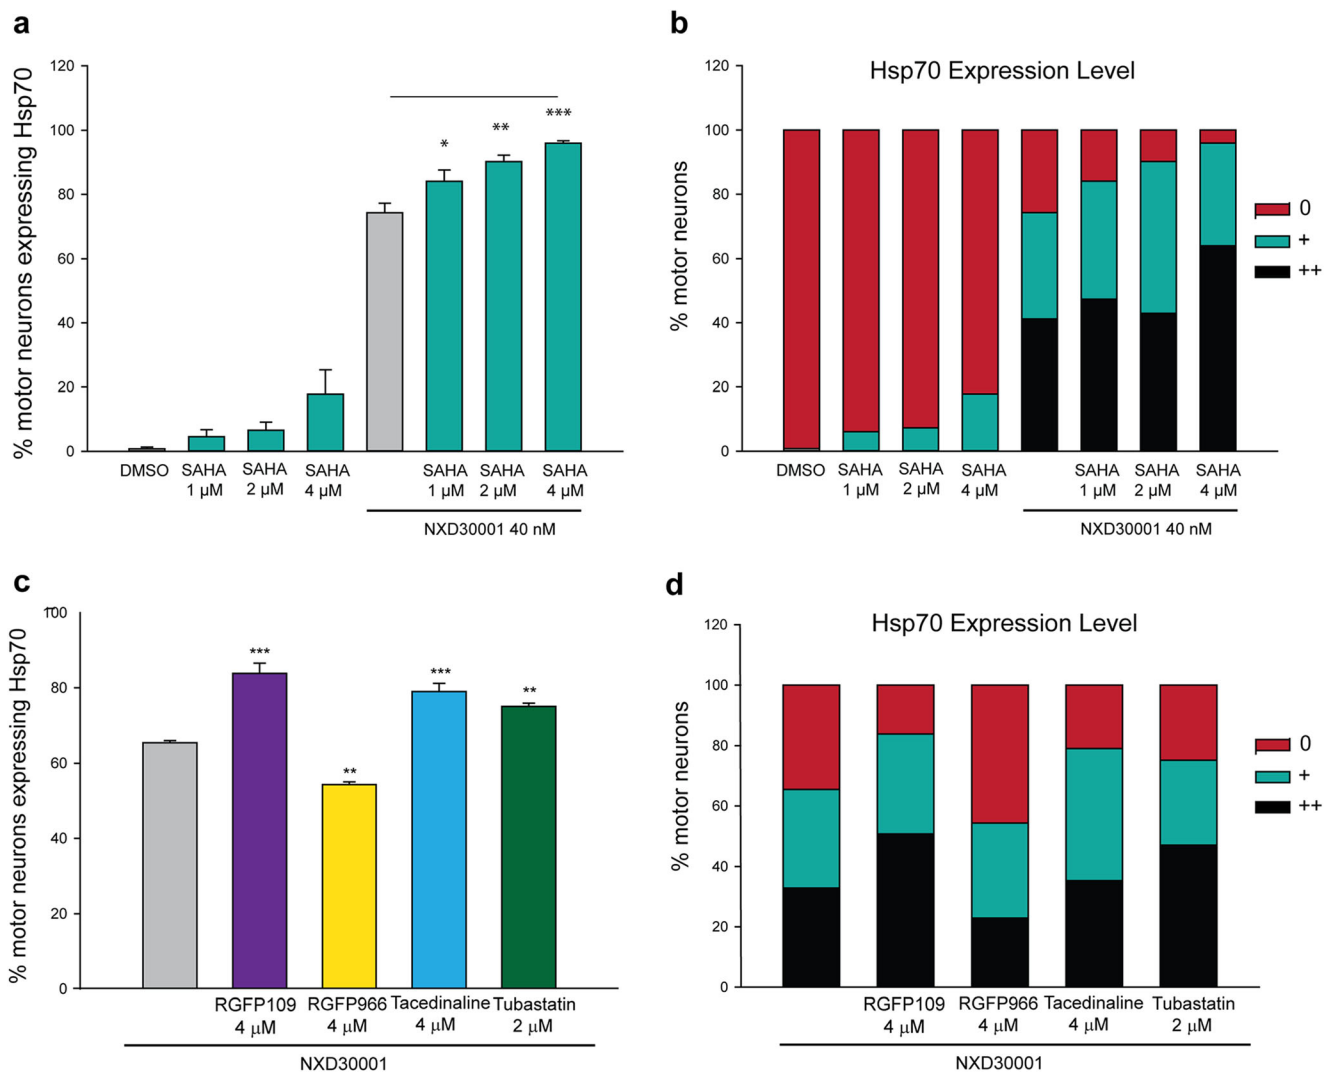 a
% motor neurons expressing Hsp70
120
100
80
60
40
20
0
*
**
***
DMSO SAHA SAHA SAHA SAHA SAHA SAHA
1 µM 2 µM 4 µM 1 µM 2 µM 4 µM
NXD30001 40 nM
b
Hsp70 Expression Level
% motor neurons
120
100
80
60
40
20
0
0
+
++
DMSO SAHA SAHA SAHA SAHA SAHA SAHA
1 µM 2 µM 4 µM 1 µM 2 µM 4 µM
NXD30001 40 nM
c
% motor neurons expressing Hsp70
100
80
60
40
20
0
***
**
***
**
RGFP109 RGFP966 Tacedinaline Tubastatin
4 µM 4 µM 4 µM 2 µM
NXD30001
d
Hsp70 Expression Level
% motor neurons
120
100
80
60
40
20
0
0
+
++
RGFP109 RGFP966 Tacedinaline Tubastatin
4 µM 4 µM 4 µM 2 µM
NXD30001